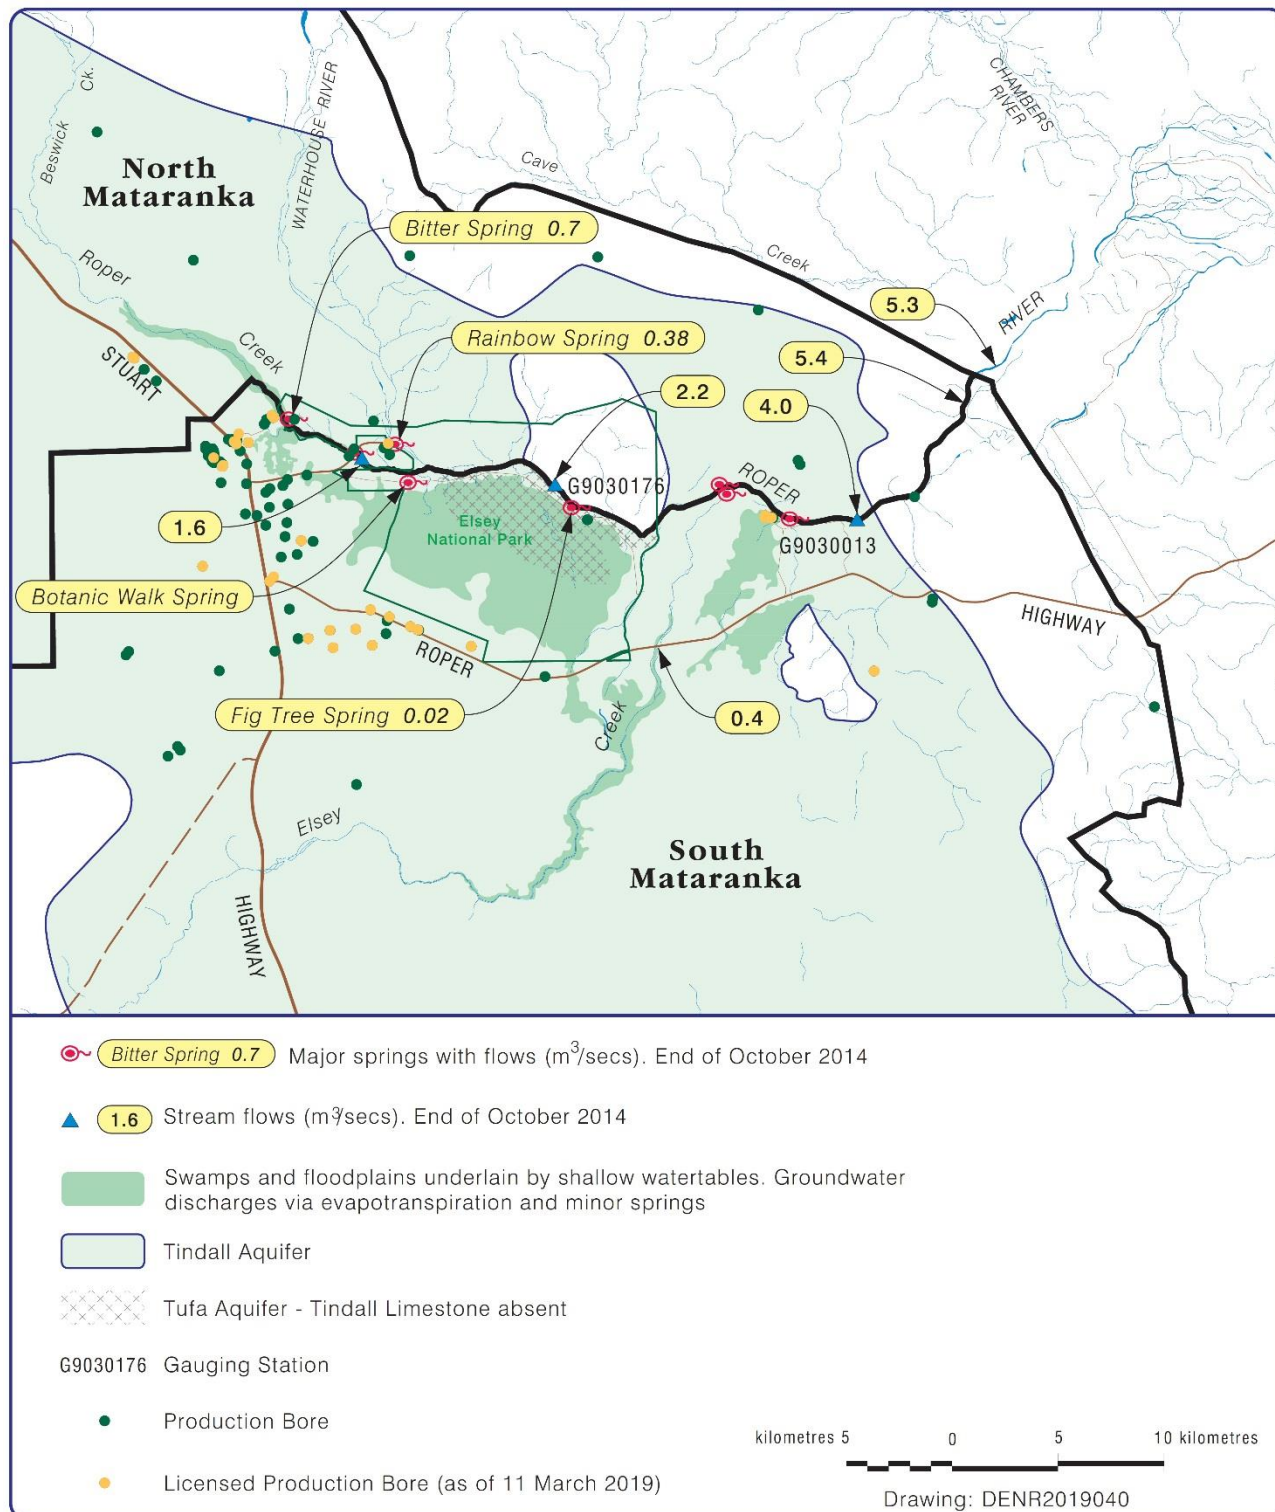 Beswick Ck.
WATERHOUSE RIVER
CHAMBERS
RIVER
North
Mataranka
Cave
Bitter Spring 0.7
Creek
Roper
5.3
RIVER
Rainbow Spring 0.38
Creek
STUART
5.4
2.2
4.0
ROPER
G9030176
1.6
Elsey
National Park
G9030013
Botanic Walk Spring
HIGHWAY
ROPER
Fig Tree Spring 0.02
Creek
0.4
Elsey
South
Mataranka
HIGHWAY
Bitter Spring 0.7 Major springs with flows (m³/secs). End of October 2014
1.6 Stream flows (m³/secs). End of October 2014
Swamps and floodplains underlain by shallow watertables. Groundwater
discharges via evapotranspiration and minor springs
Tindall Aquifer
Tufa Aquifer - Tindall Limestone absent
G9030176 Gauging Station
Production Bore
kilometres 5 0 5 10 kilometres
Licensed Production Bore (as of 11 March 2019)
Drawing: DENR2019040